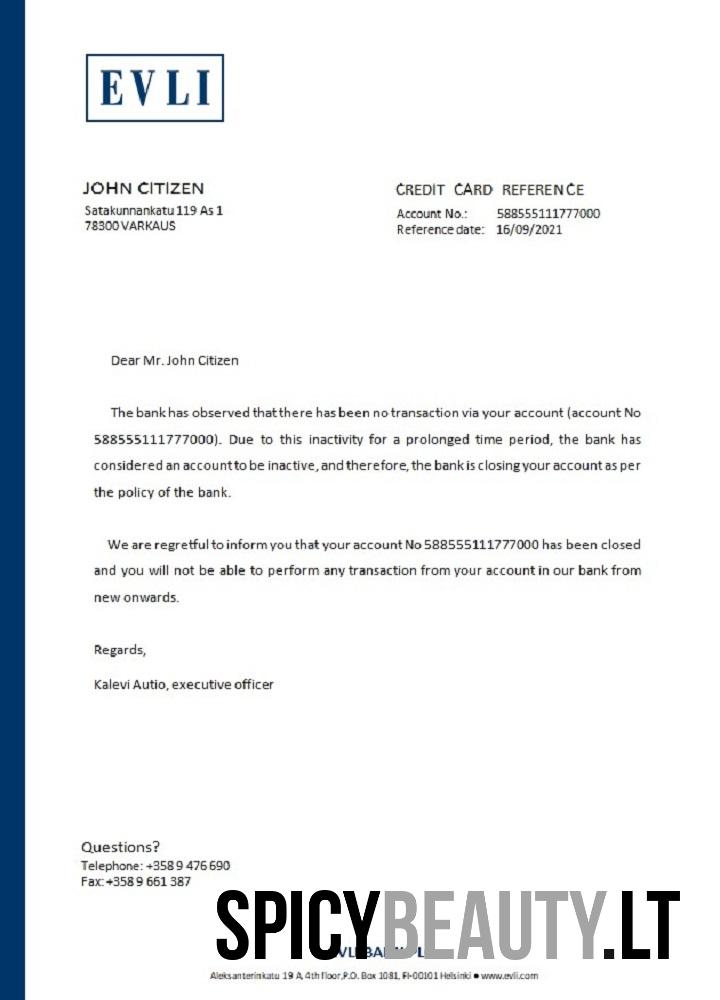 EVLI
JOHN CITIZEN
Satakunnankatu 119 As 1
78300 VARKAUS
CREDIT CARD REFERENCE
Account No.: 588555111777000
Reference date: 16/09/2021
Dear Mr. John Citizen
The bank has observed that there has been no transaction via your account (account No
588555111777000). Due to this inactivity for a prolonged time period, the bank has
considered an account to be inactive, and therefore, the bank is closing your account as per
the policy of the bank.
We are regretful to inform you that your account No 588555111777000 has been closed
and you will not be able to perform any transaction from your account in our bank from
new onwards.
Regards,
Kalevi Autio, executive officer
Questions?
Telephone: +358 9 476 690
Fax: +358 9 661 387
SPICYBEAUTY.LT
Aleksanterinkatu 19 A, 4th floor,P.O. Box 1081, FI-00101 Helsinki ● www.evli.com